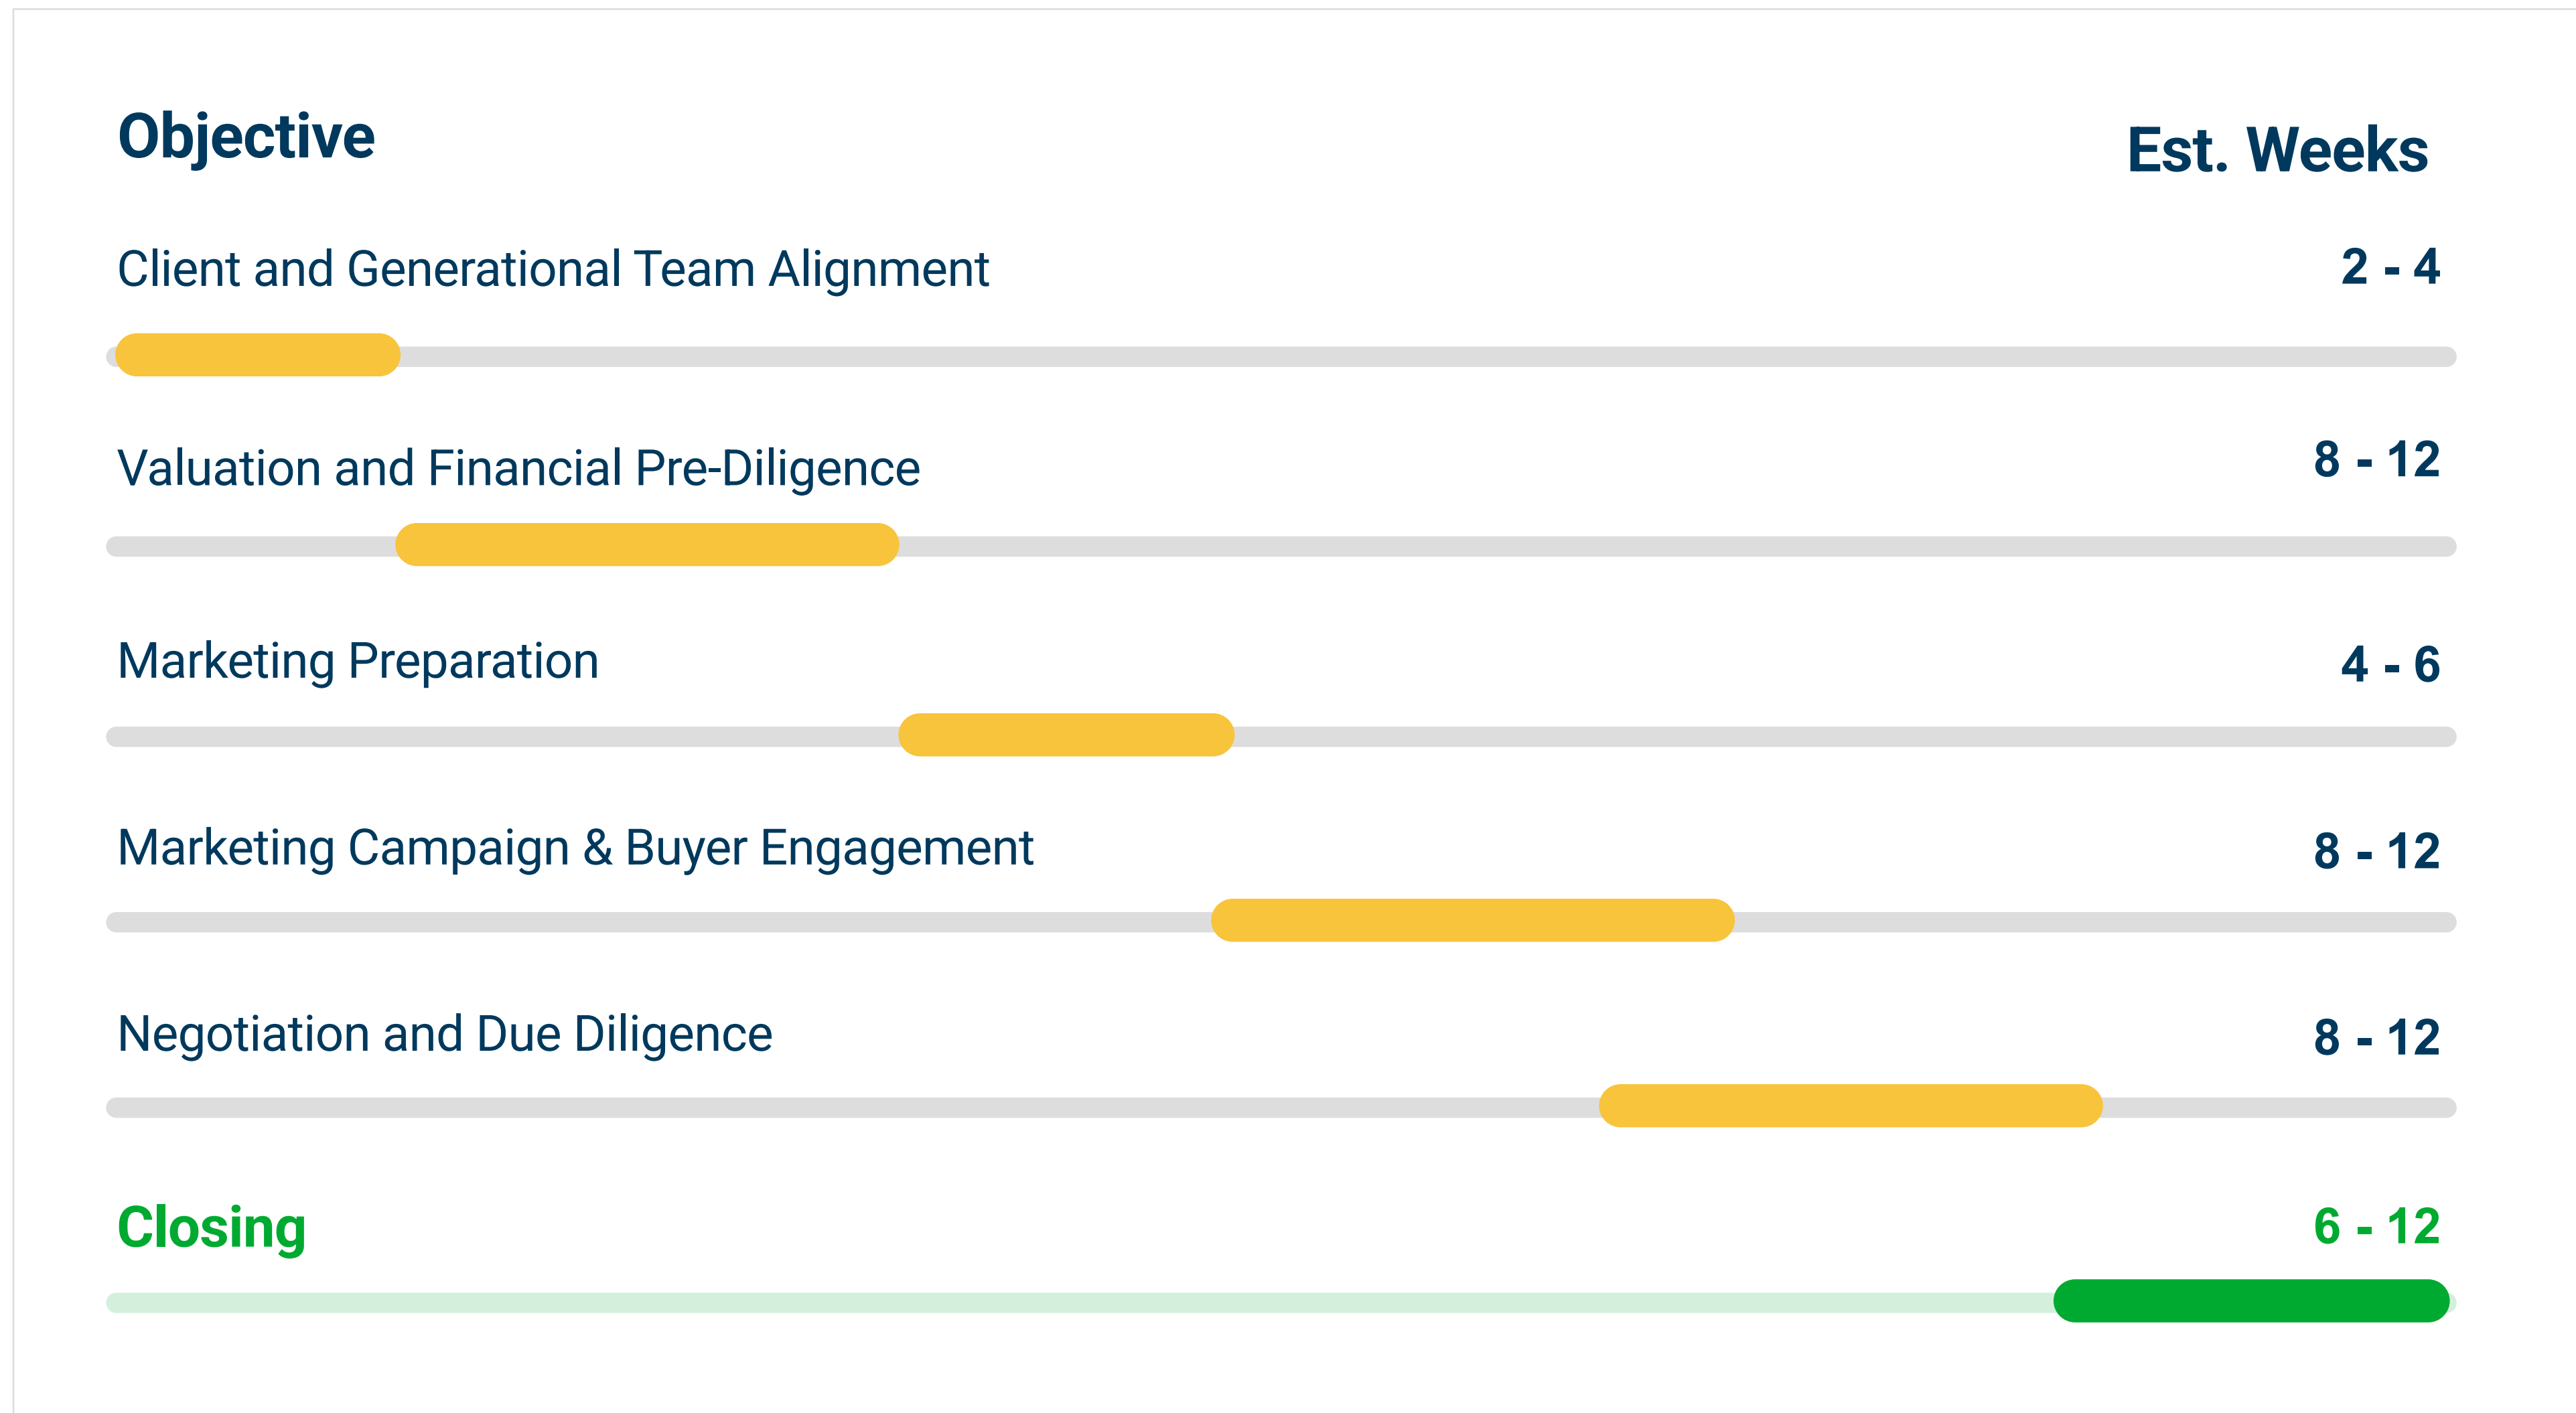 Objective
Est. Weeks
Client and Generational Team Alignment
2 - 4
Valuation and Financial Pre-Diligence
8 - 12
Marketing Preparation
4 - 6
Marketing Campaign & Buyer Engagement
8 - 12
Negotiation and Due Diligence
8 - 12
Closing
6 - 12